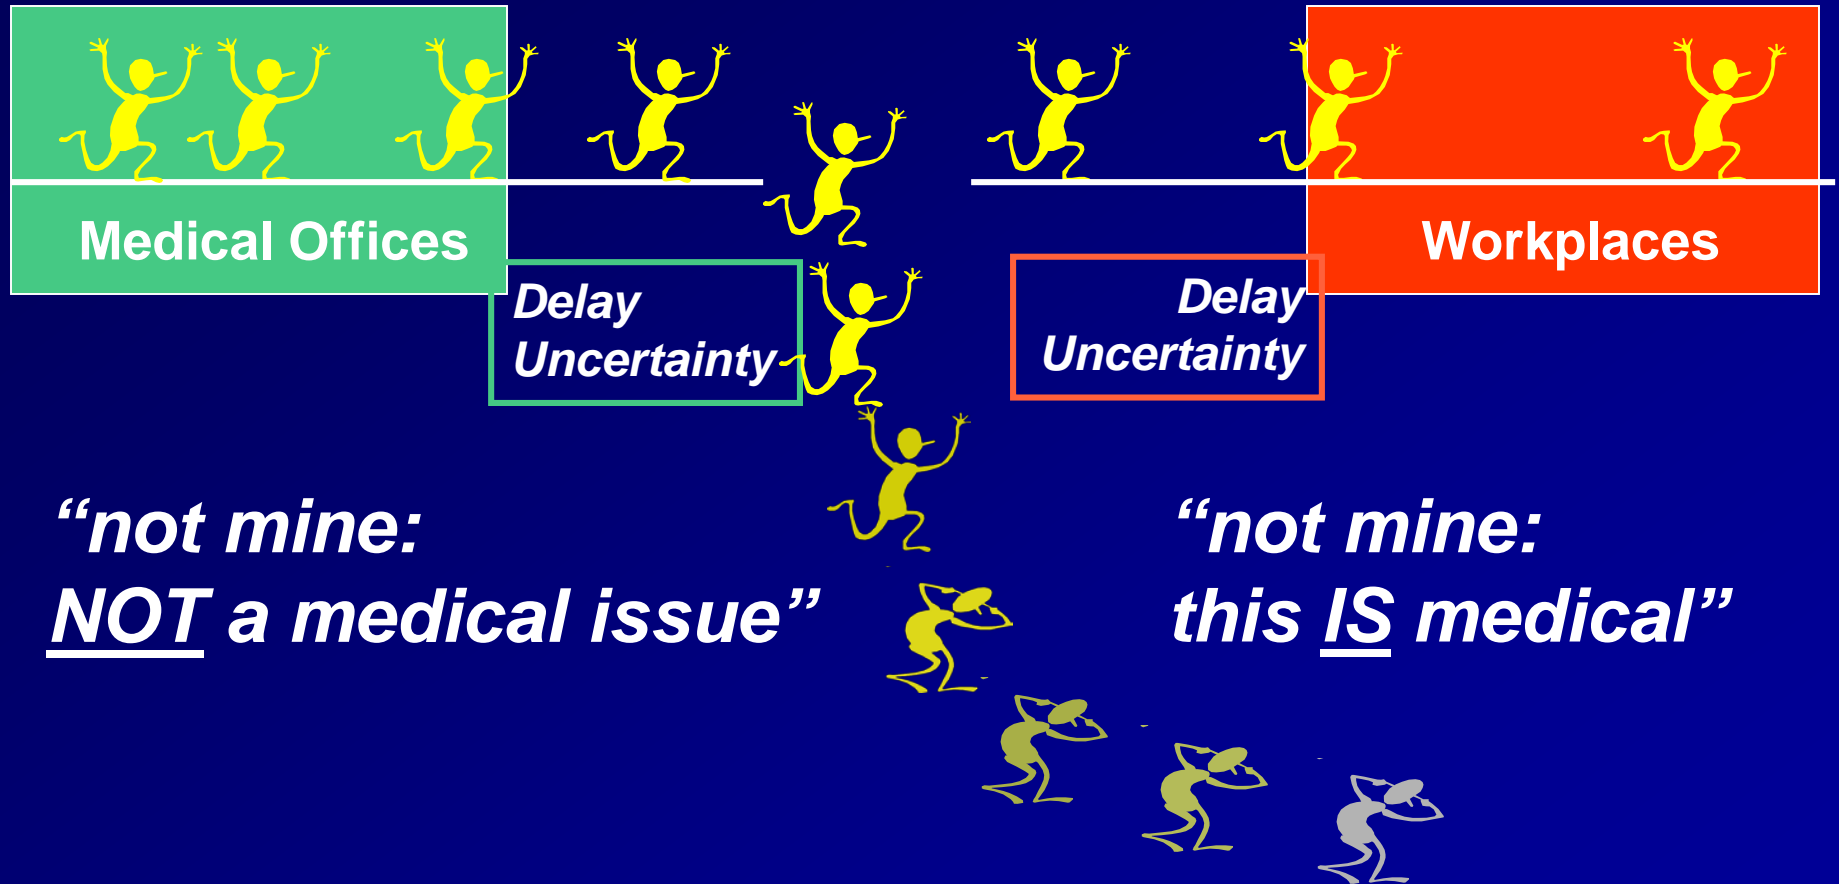 Medical Offices
Workplaces
Delay
Uncertainty
Delay
Uncertainty
“not mine:
NOT a medical issue”
“not mine:
this IS medical”